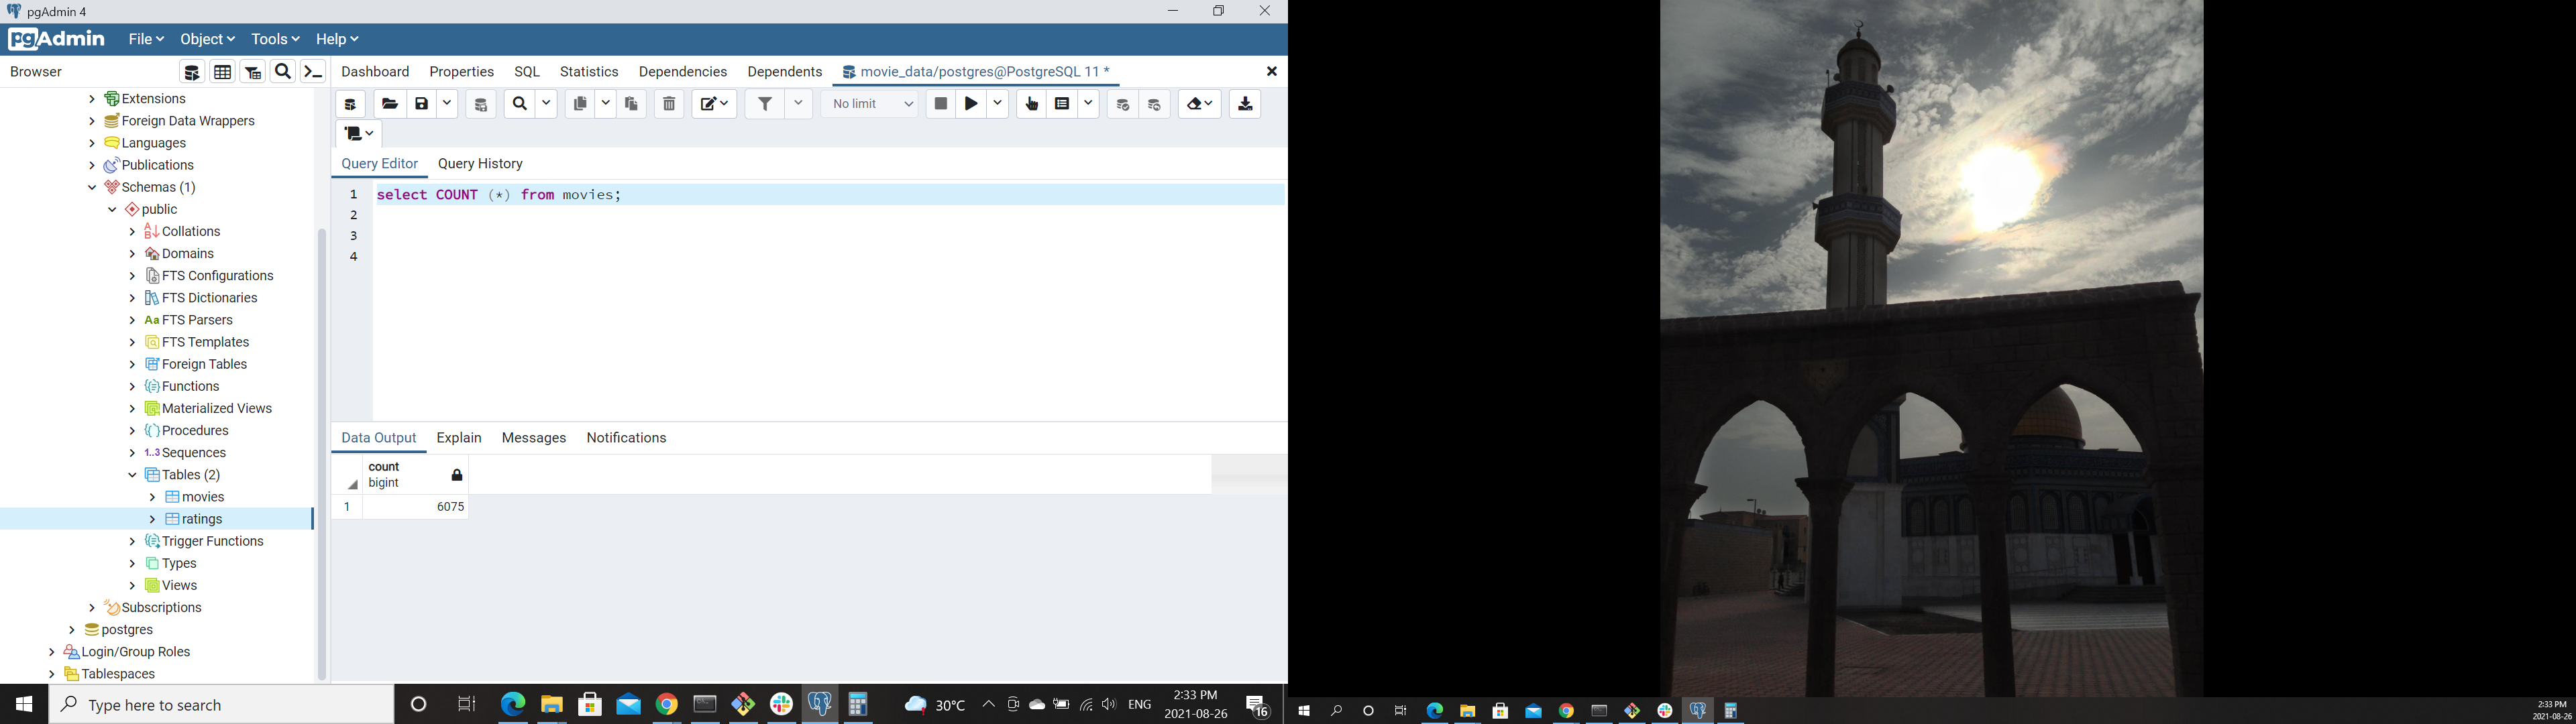 pgAdmin 4
pgAdmin File Object Tools Help
Browser
Dashboard Properties SQL Statistics Dependencies Dependents movie_data/postgres@PostgreSQL 11 *
No limit
Extensions
Foreign Data Wrappers
Languages
Publications
Schemas (1)
public
Collations
Domains
FTS Configurations
FTS Dictionaries
Aa FTS Parsers
FTS Templates
Foreign Tables
Functions
Materialized Views
Procedures
1..3 Sequences
Tables (2)
movies
ratings
Trigger Functions
Types
Views
Subscriptions
postgres
Login/Group Roles
Tablespaces
Query Editor Query History
1 select COUNT (*) from movies;
2
3
4
Data Output Explain Messages Notifications
count
bigint
1 6075
Type here to search
30°C ENG
2:33 PM
2021-08-26
16
2:33 PM
2021-08-26